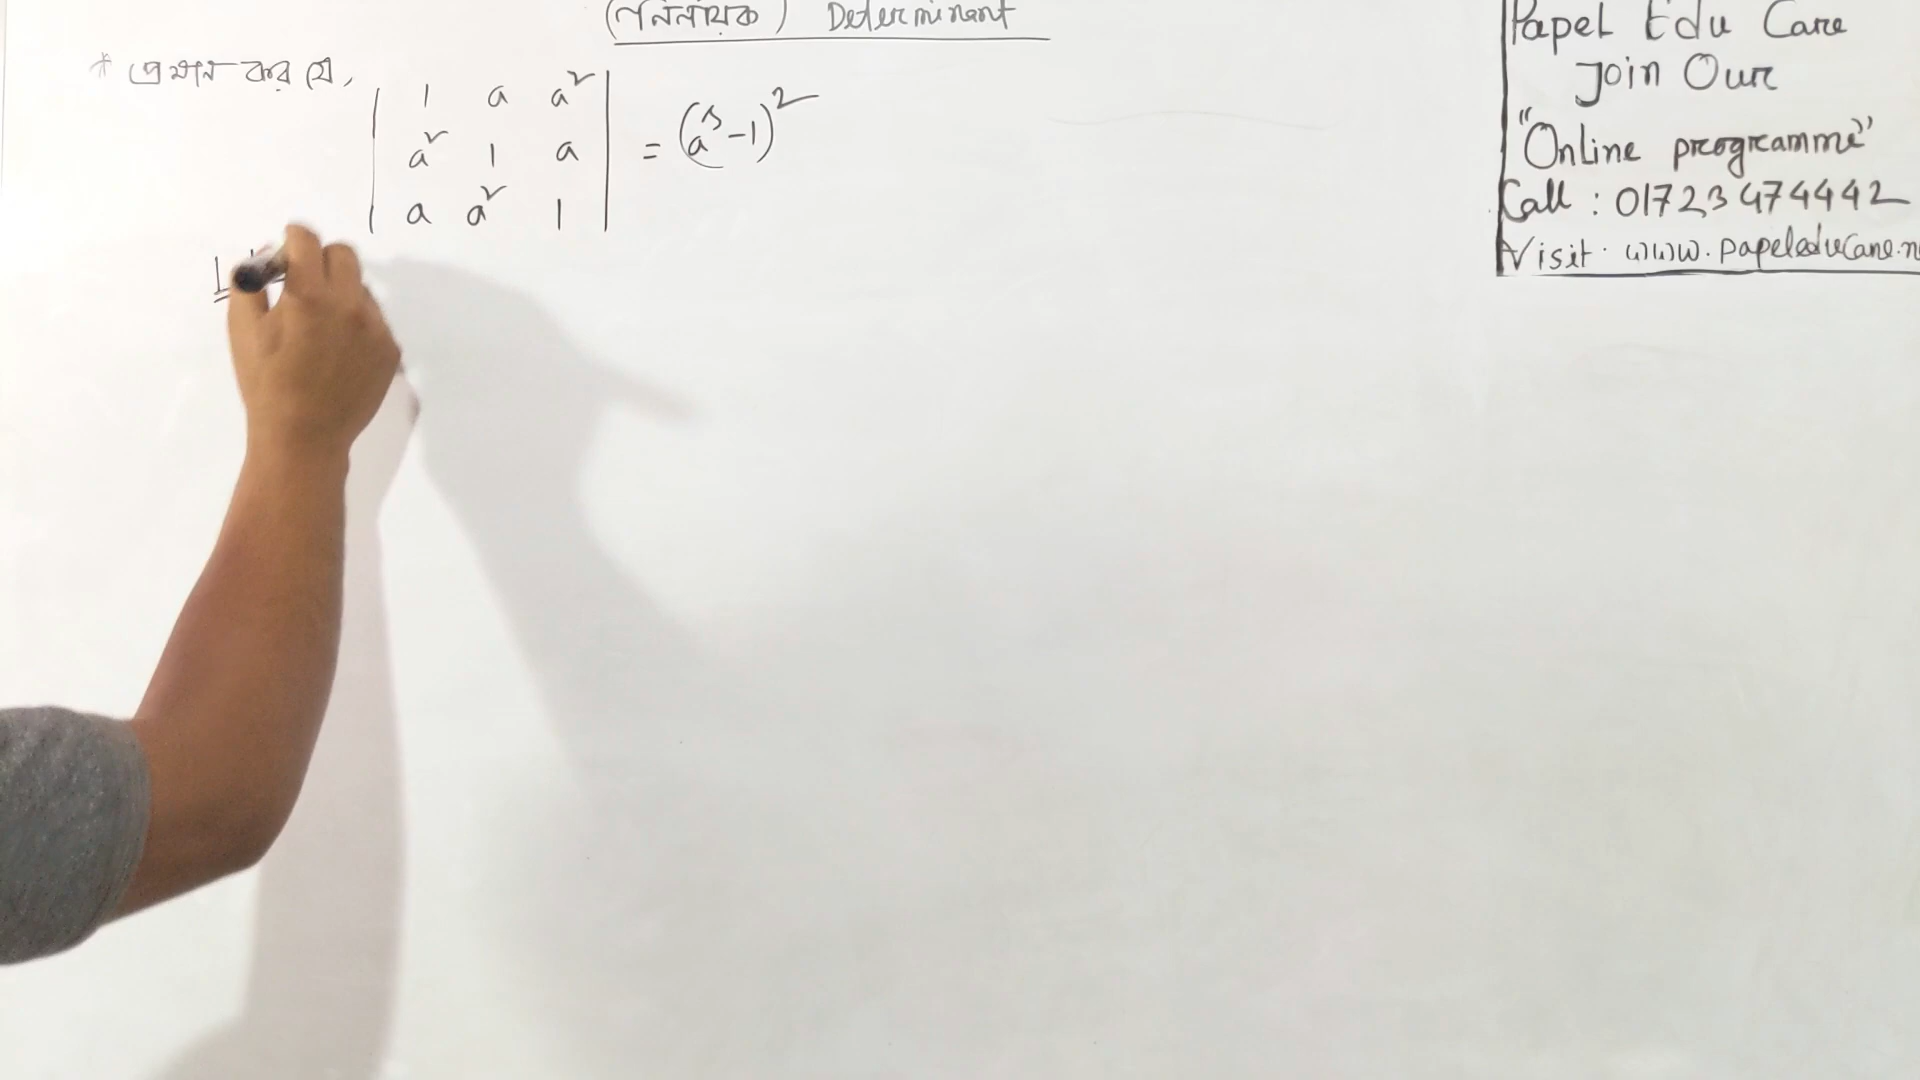 (নির্ণায়ক) Determinant
* প্রমাণ কর যে,
| 1 a a² |
| a² 1 a | = (a³-1)²
| a a² 1 |
L
Papel Edu Care
Join Our
"Online programme"
Call : 01723474442
Visit : www.papeleduCare.n